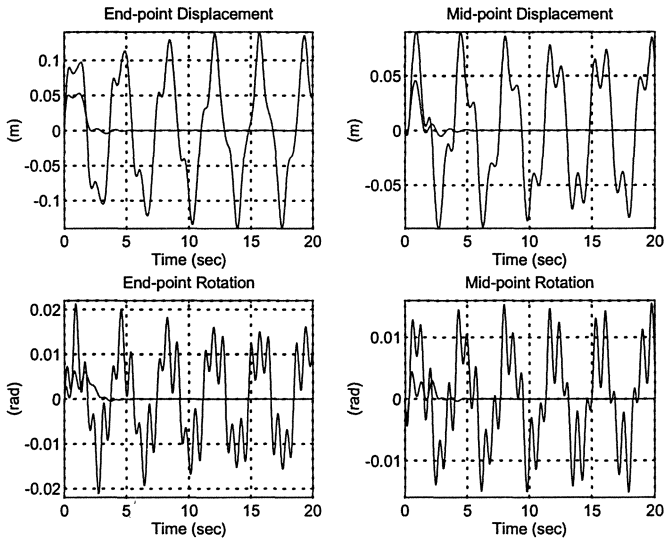 End-point Displacement
0.1
0.05
0
-0.05
-0.1
(m)
0 5 10 15 20
Time (sec)
Mid-point Displacement
0.05
0
-0.05
(m)
0 5 10 15 20
Time (sec)
End-point Rotation
0.02
0.01
0
-0.01
-0.02
(rad)
0 5 10 15 20
Time (sec)
Mid-point Rotation
0.01
0
-0.01
(rad)
0 5 10 15 20
Time (sec)